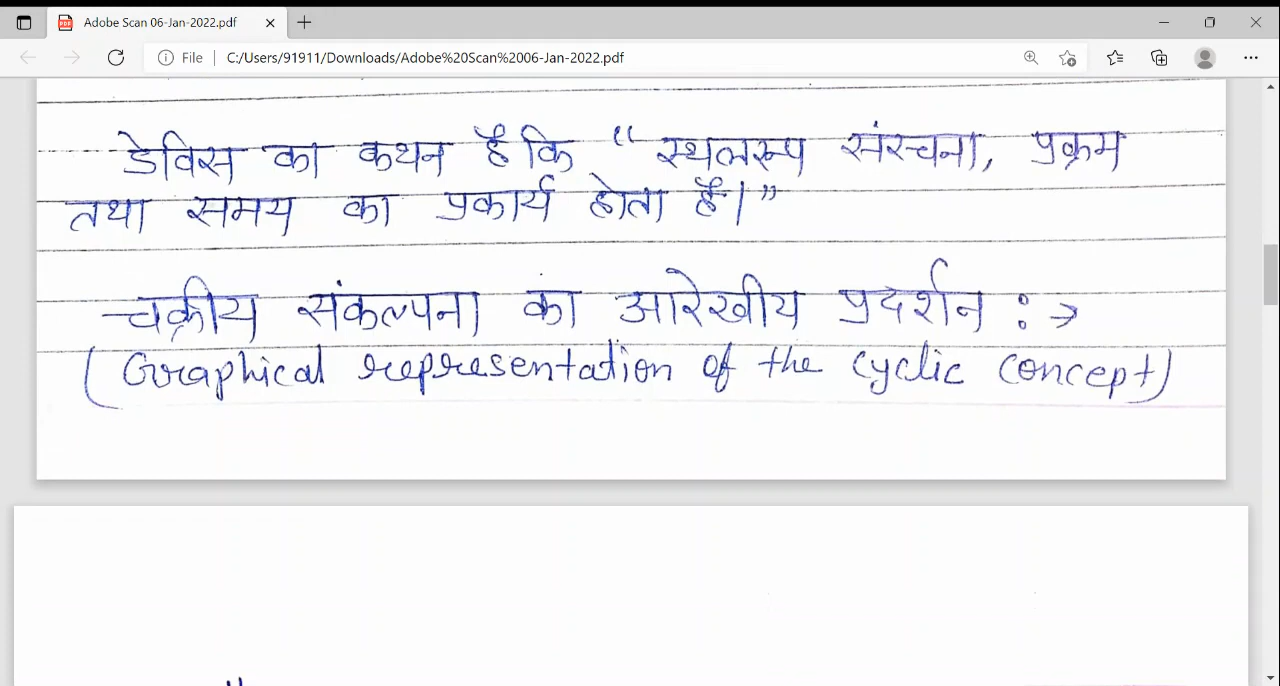 Adobe Scan 06-Jan-2022.pdf
File
C:/Users/91911/Downloads/Adobe%20Scan%2006-Jan-2022.pdf
डेविस का कथन है कि “ स्थलरूप संरचना, प्रक्रम
तथा समय का प्रकार्य होता है।”
चक्रीय संकल्पना का आरेखीय प्रदर्शन :→
(Graphical representation of the cyclic concept)